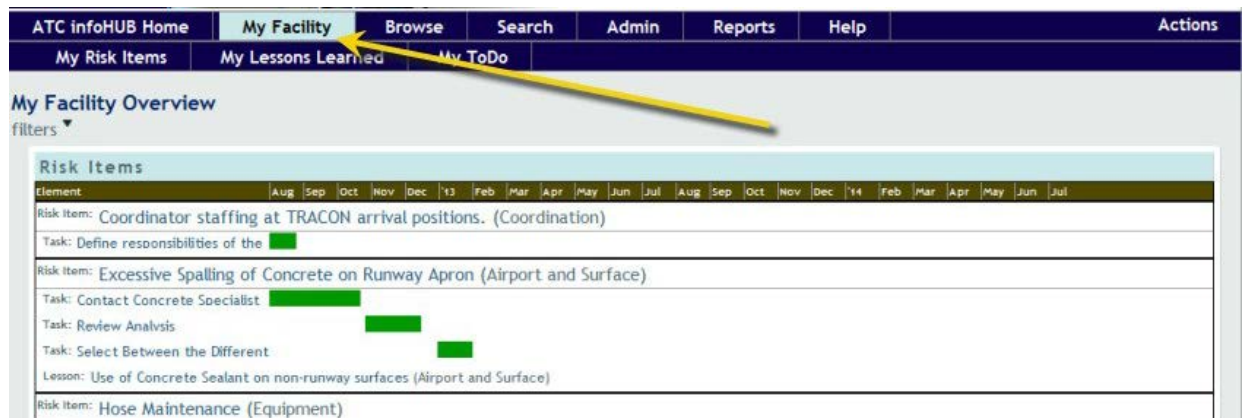 ATC infoHUB Home My Facility Browse Search Admin Reports Help Actions
My Risk Items My Lessons Learned My ToDo
My Facility Overview
filters
Risk Items
Element Aug Sep Oct Nov Dec '13 Feb Mar Apr May Jun Jul Aug Sep Oct Nov Dec '14 Feb Mar Apr May Jun Jul
Risk Item: Coordinator staffing at TRACON arrival positions. (Coordination)
Task: Define responsibilities of the
Risk Item: Excessive Spalling of Concrete on Runway Apron (Airport and Surface)
Task: Contact Concrete Specialist
Task: Review Analysis
Task: Select Between the Different
Lesson: Use of Concrete Sealant on non-runway surfaces (Airport and Surface)
Risk Item: Hose Maintenance (Equipment)